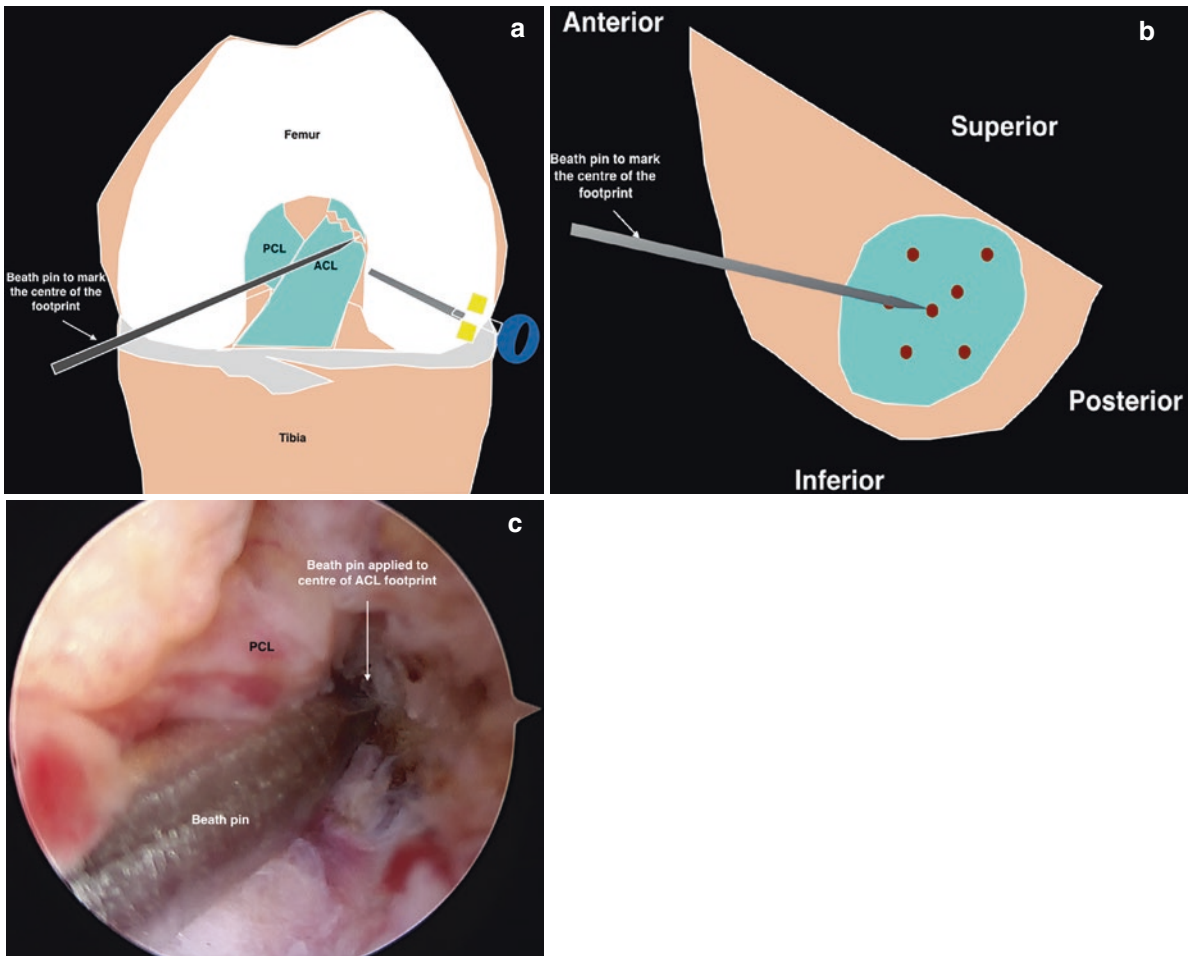 a
Femur
PCL
ACL
Beath pin to mark
the centre of the
footprint
Tibia
b
Anterior
Superior
Beath pin to mark
the centre of the
footprint
Posterior
Inferior
c
Beath pin applied to
centre of ACL footprint
PCL
Beath pin